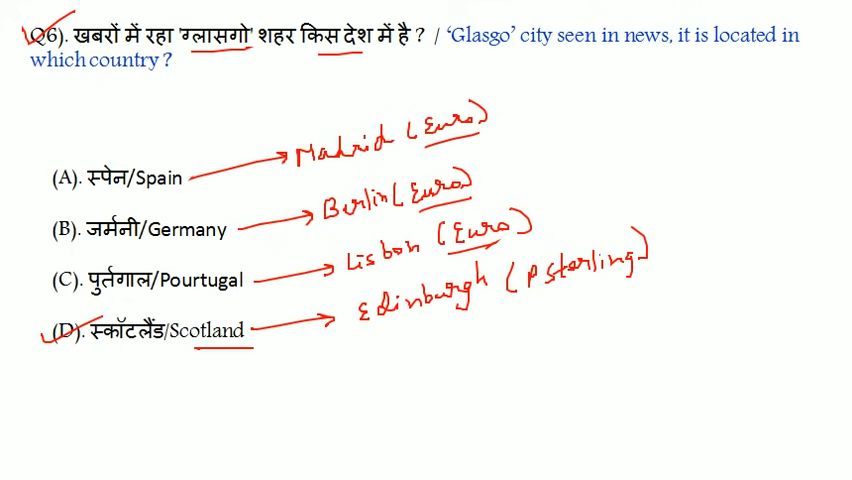 Q6). खबरों में रहा 'ग्लासगो' शहर किस देश में है ? / ‘Glasgo’ city seen in news, it is located in
which country ?
(A). स्पेन/Spain → Madrid (Euro)
(B). जर्मनी/Germany → Berlin (Euro)
(C). पुर्तगाल/Pourtugal → Lisbon (Euro)
(D). स्कॉटलैंड/Scotland → Edinburgh (P Sterling)